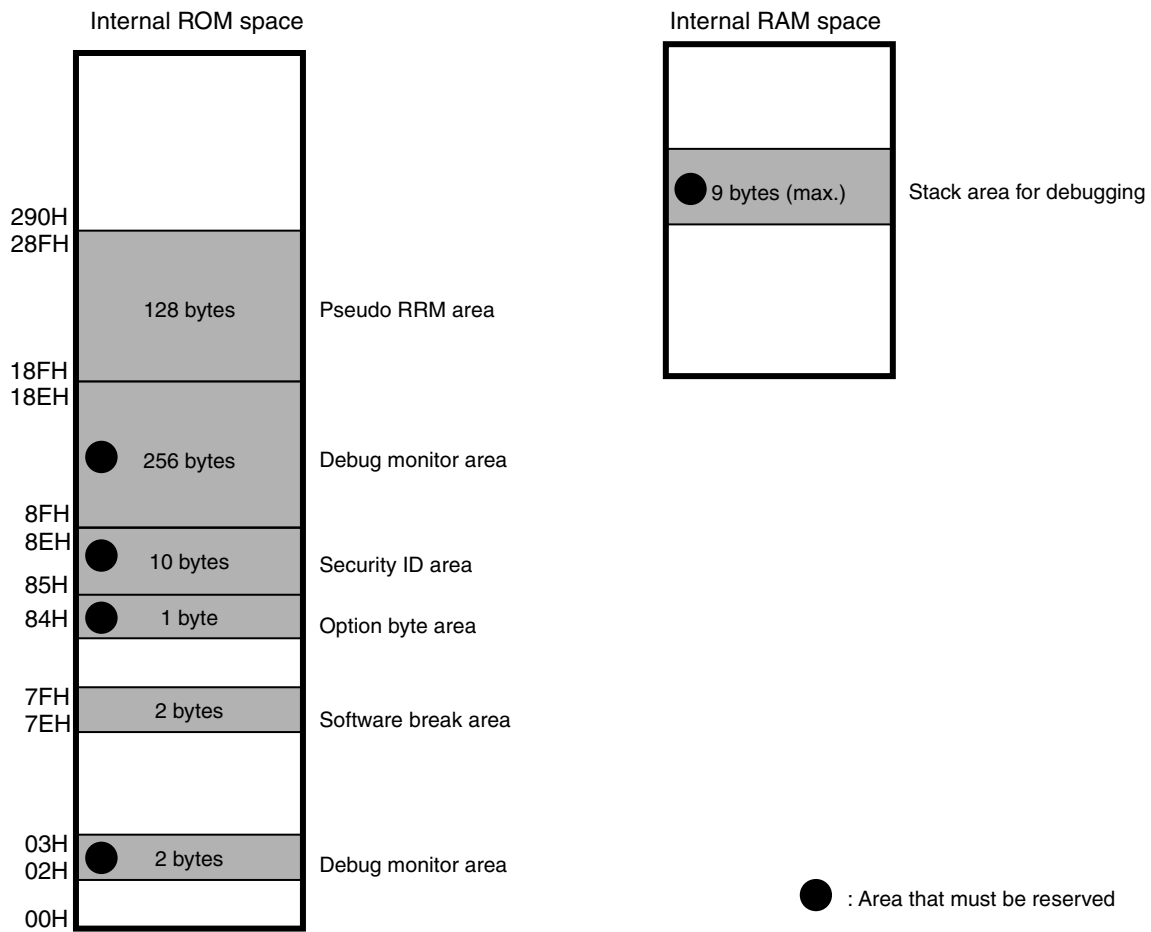 Internal ROM space
290H
28FH
128 bytes
Pseudo RRM area
18FH
18EH
256 bytes
Debug monitor area
8FH
8EH
10 bytes
Security ID area
85H
84H
1 byte
Option byte area
7FH
7EH
2 bytes
Software break area
03H
02H
2 bytes
Debug monitor area
00H
Internal RAM space
9 bytes (max.)
Stack area for debugging
: Area that must be reserved